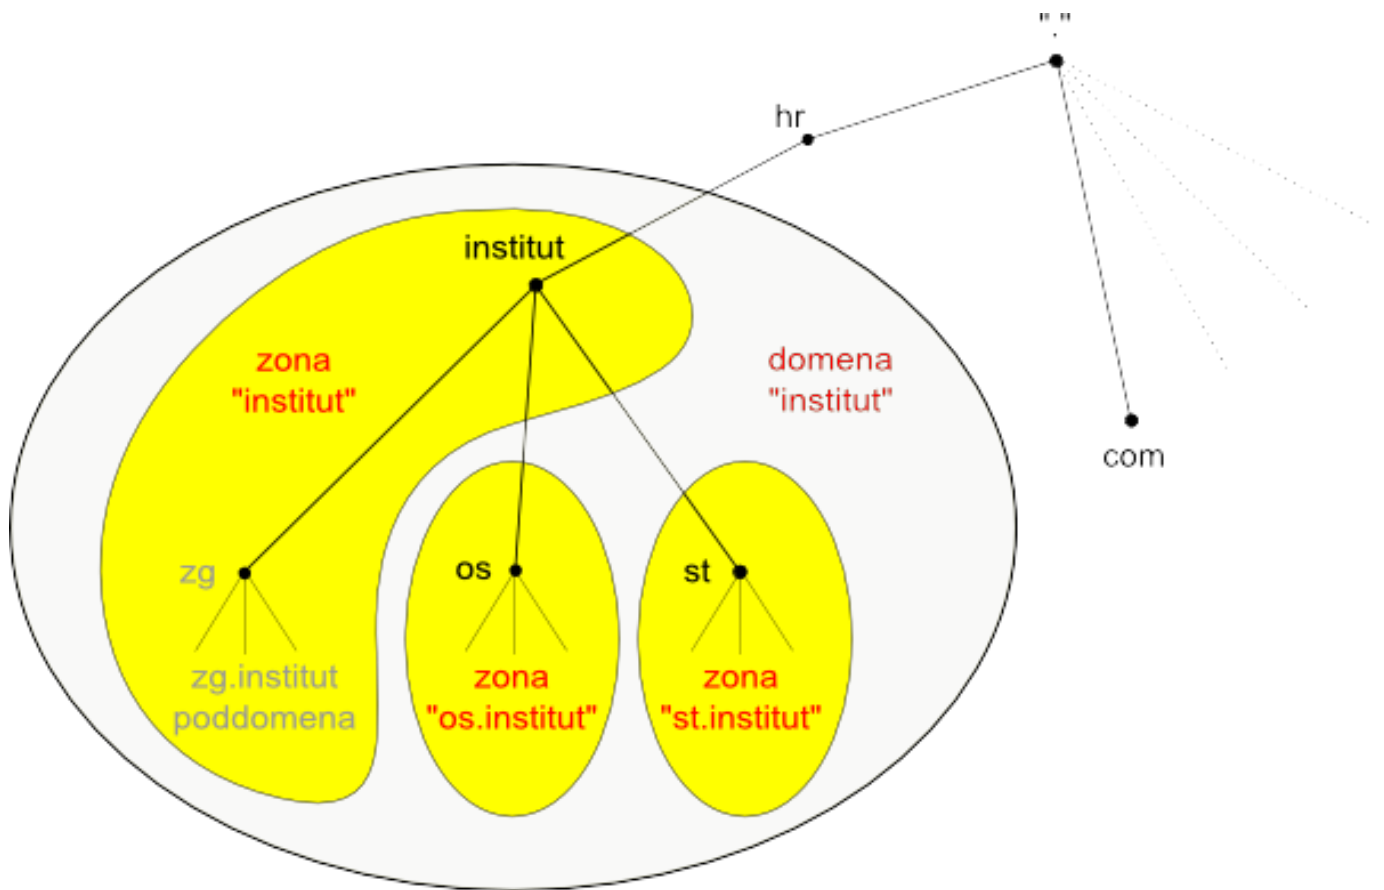 "."
hr
institut
zona
"institut"
domena
"institut"
com
zg
os
st
zg.institut
poddomena
zona
"os.institut"
zona
"st.institut"